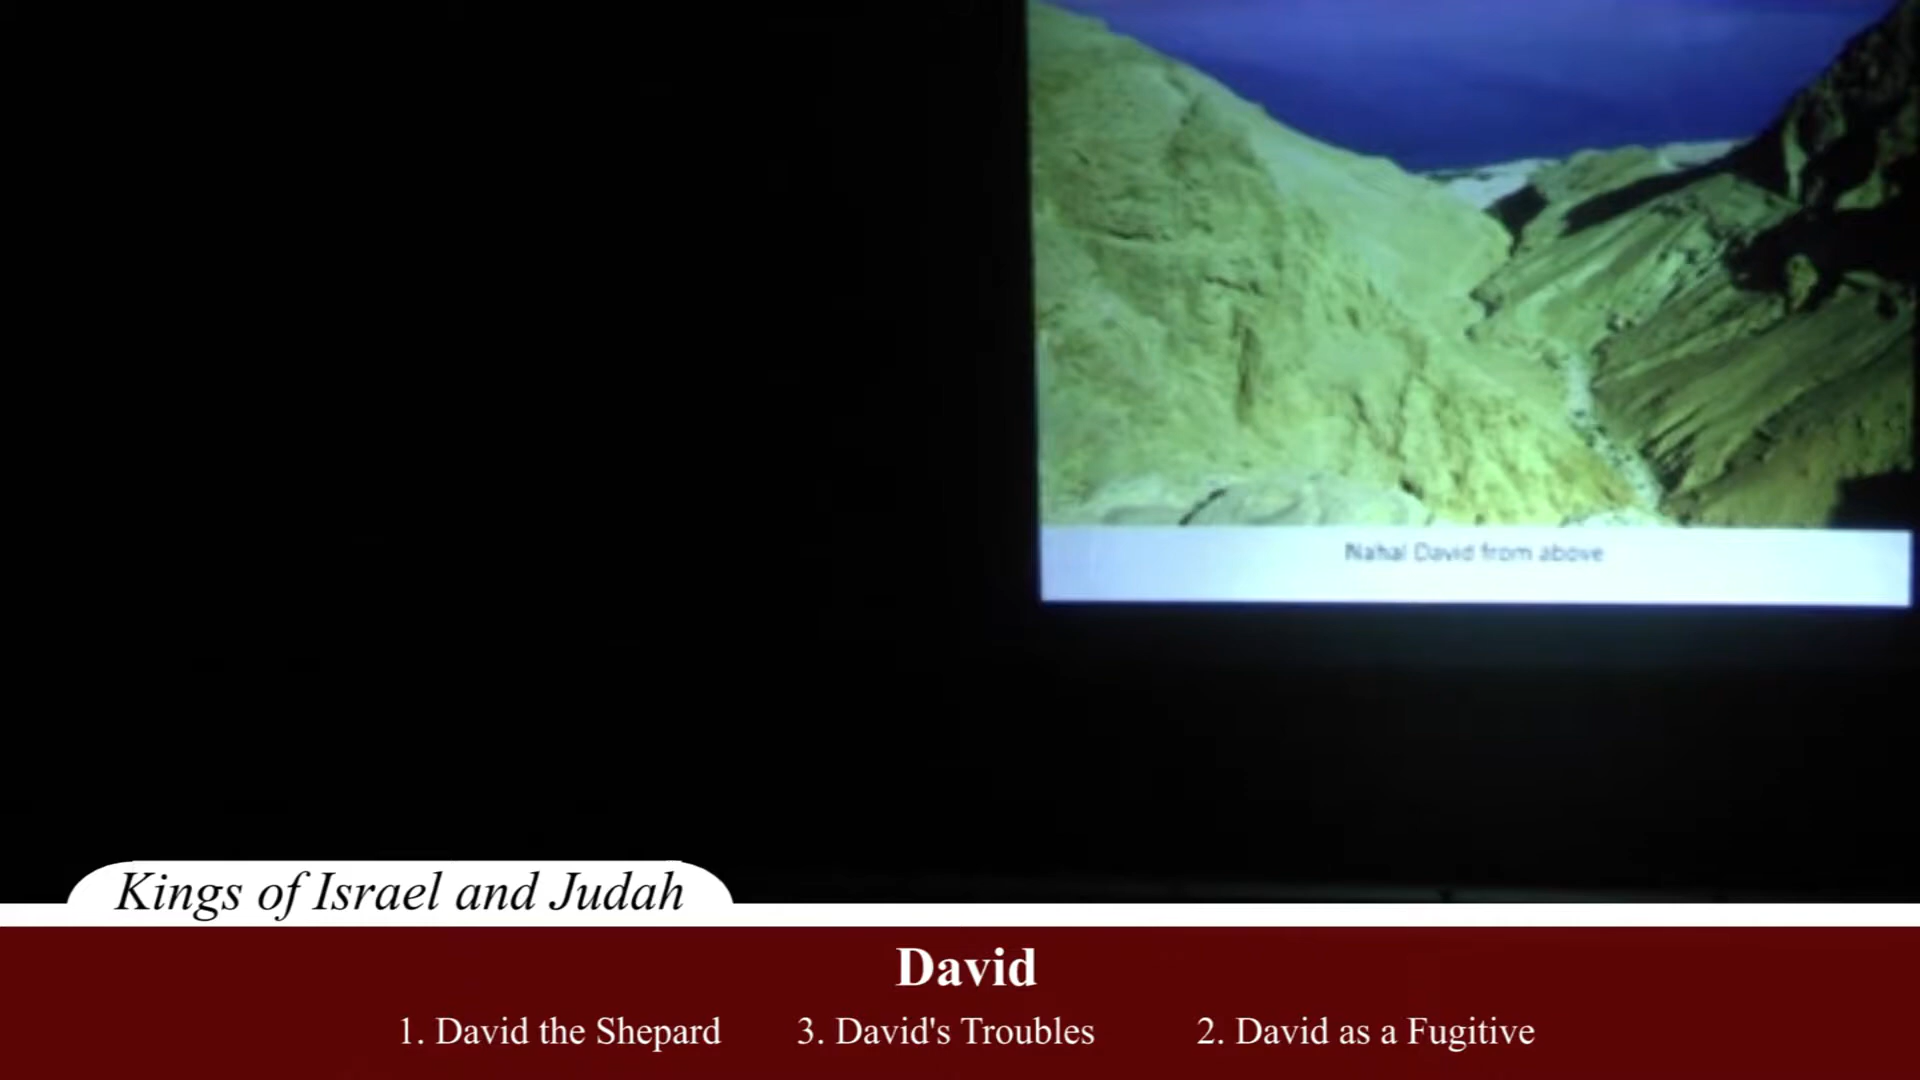 Nahal David from above
Kings of Israel and Judah
David
1. David the Shepard 3. David's Troubles 2. David as a Fugitive